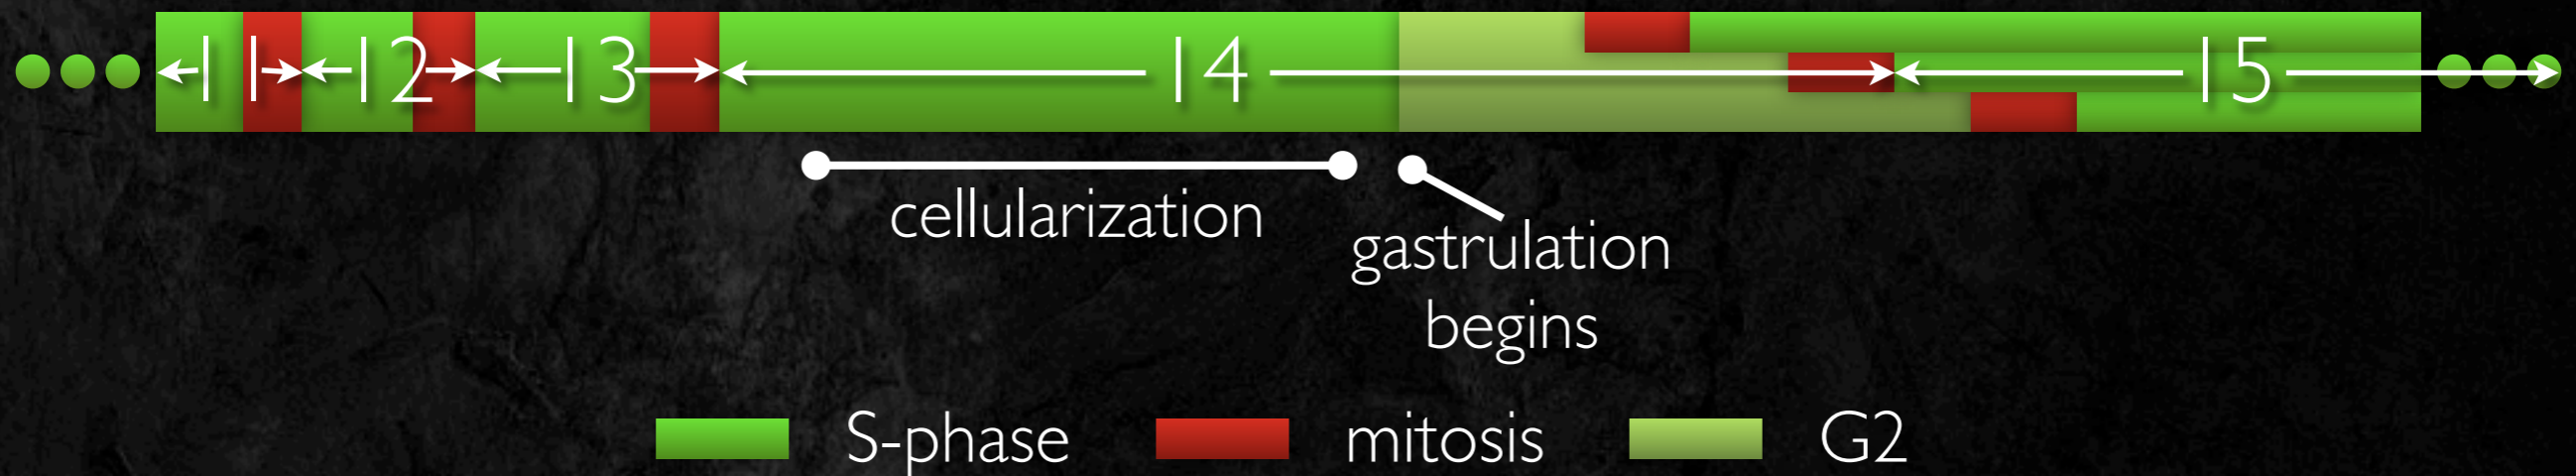 11 12 13 14 15
cellularization
gastrulation
begins
S-phase mitosis G2